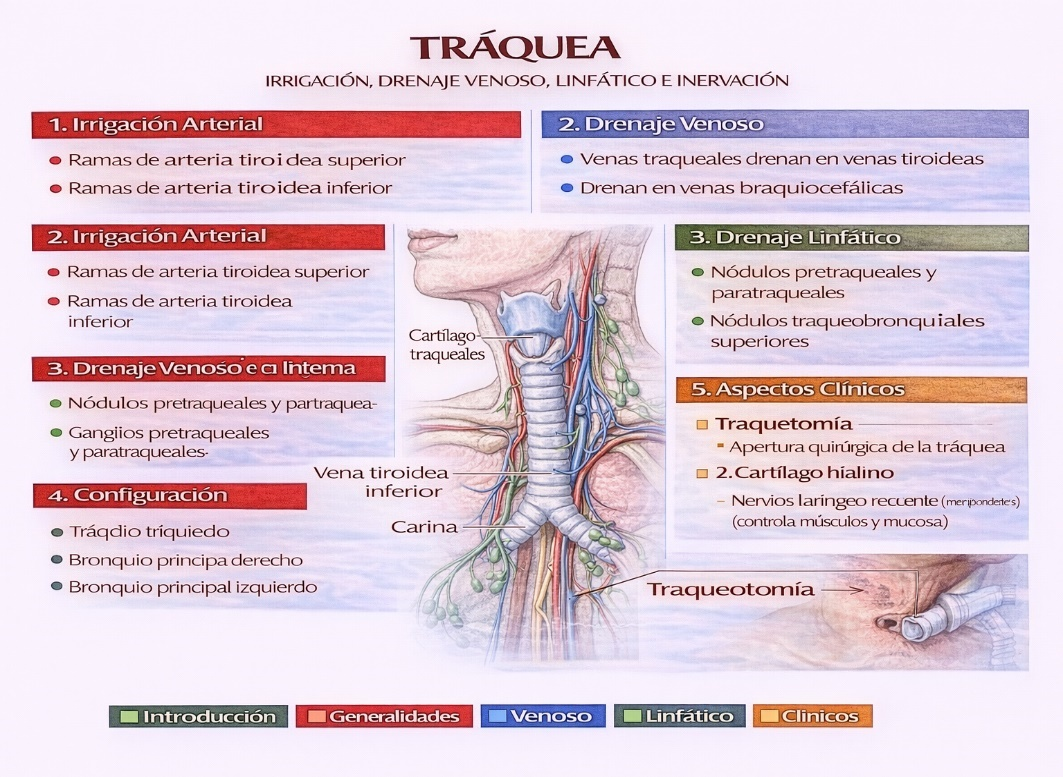 TRÁQUEA
IRRIGACIÓN, DRENAJE VENOSO, LINFÁTICO E INERVACIÓN
1. Irrigación Arterial
Ramas de arteria tiroidea superior
Ramas de arteria tiroidea inferior
2. Drenaje Venoso
Venas traqueales drenan en venas tiroideas
Drenan en venas braquiocefálicas
2. Irrigación Arterial
Ramas de arteria tiroidea superior
Ramas de arteria tiroidea
inferior
3. Drenaje Venoso e
Nódulos pretraqueales y partraquea-
Gangiios pretraqueales
y paratraqueales-
4. Configuración
Tráqdio tríquiedo
Bronquio principa derecho
Bronquio principal izquierdo
Cartílago-
traqueales
Vena tiroidea
inferior
Carina
3. Drenaje Linfático
Nódulos pretraqueales y
paratraqueales
Nódulos traqueobronquiales
superiores
5. Aspectos Clínicos
Traquetomía
Apertura quirúrgica de la tráquea
2. Cartílago hialino
– Nervios laríngeo recuente
(controla músculos y mucosa)
Traqueotomía
Introducción
Generalidades
Venoso
Linfático
Clinicos